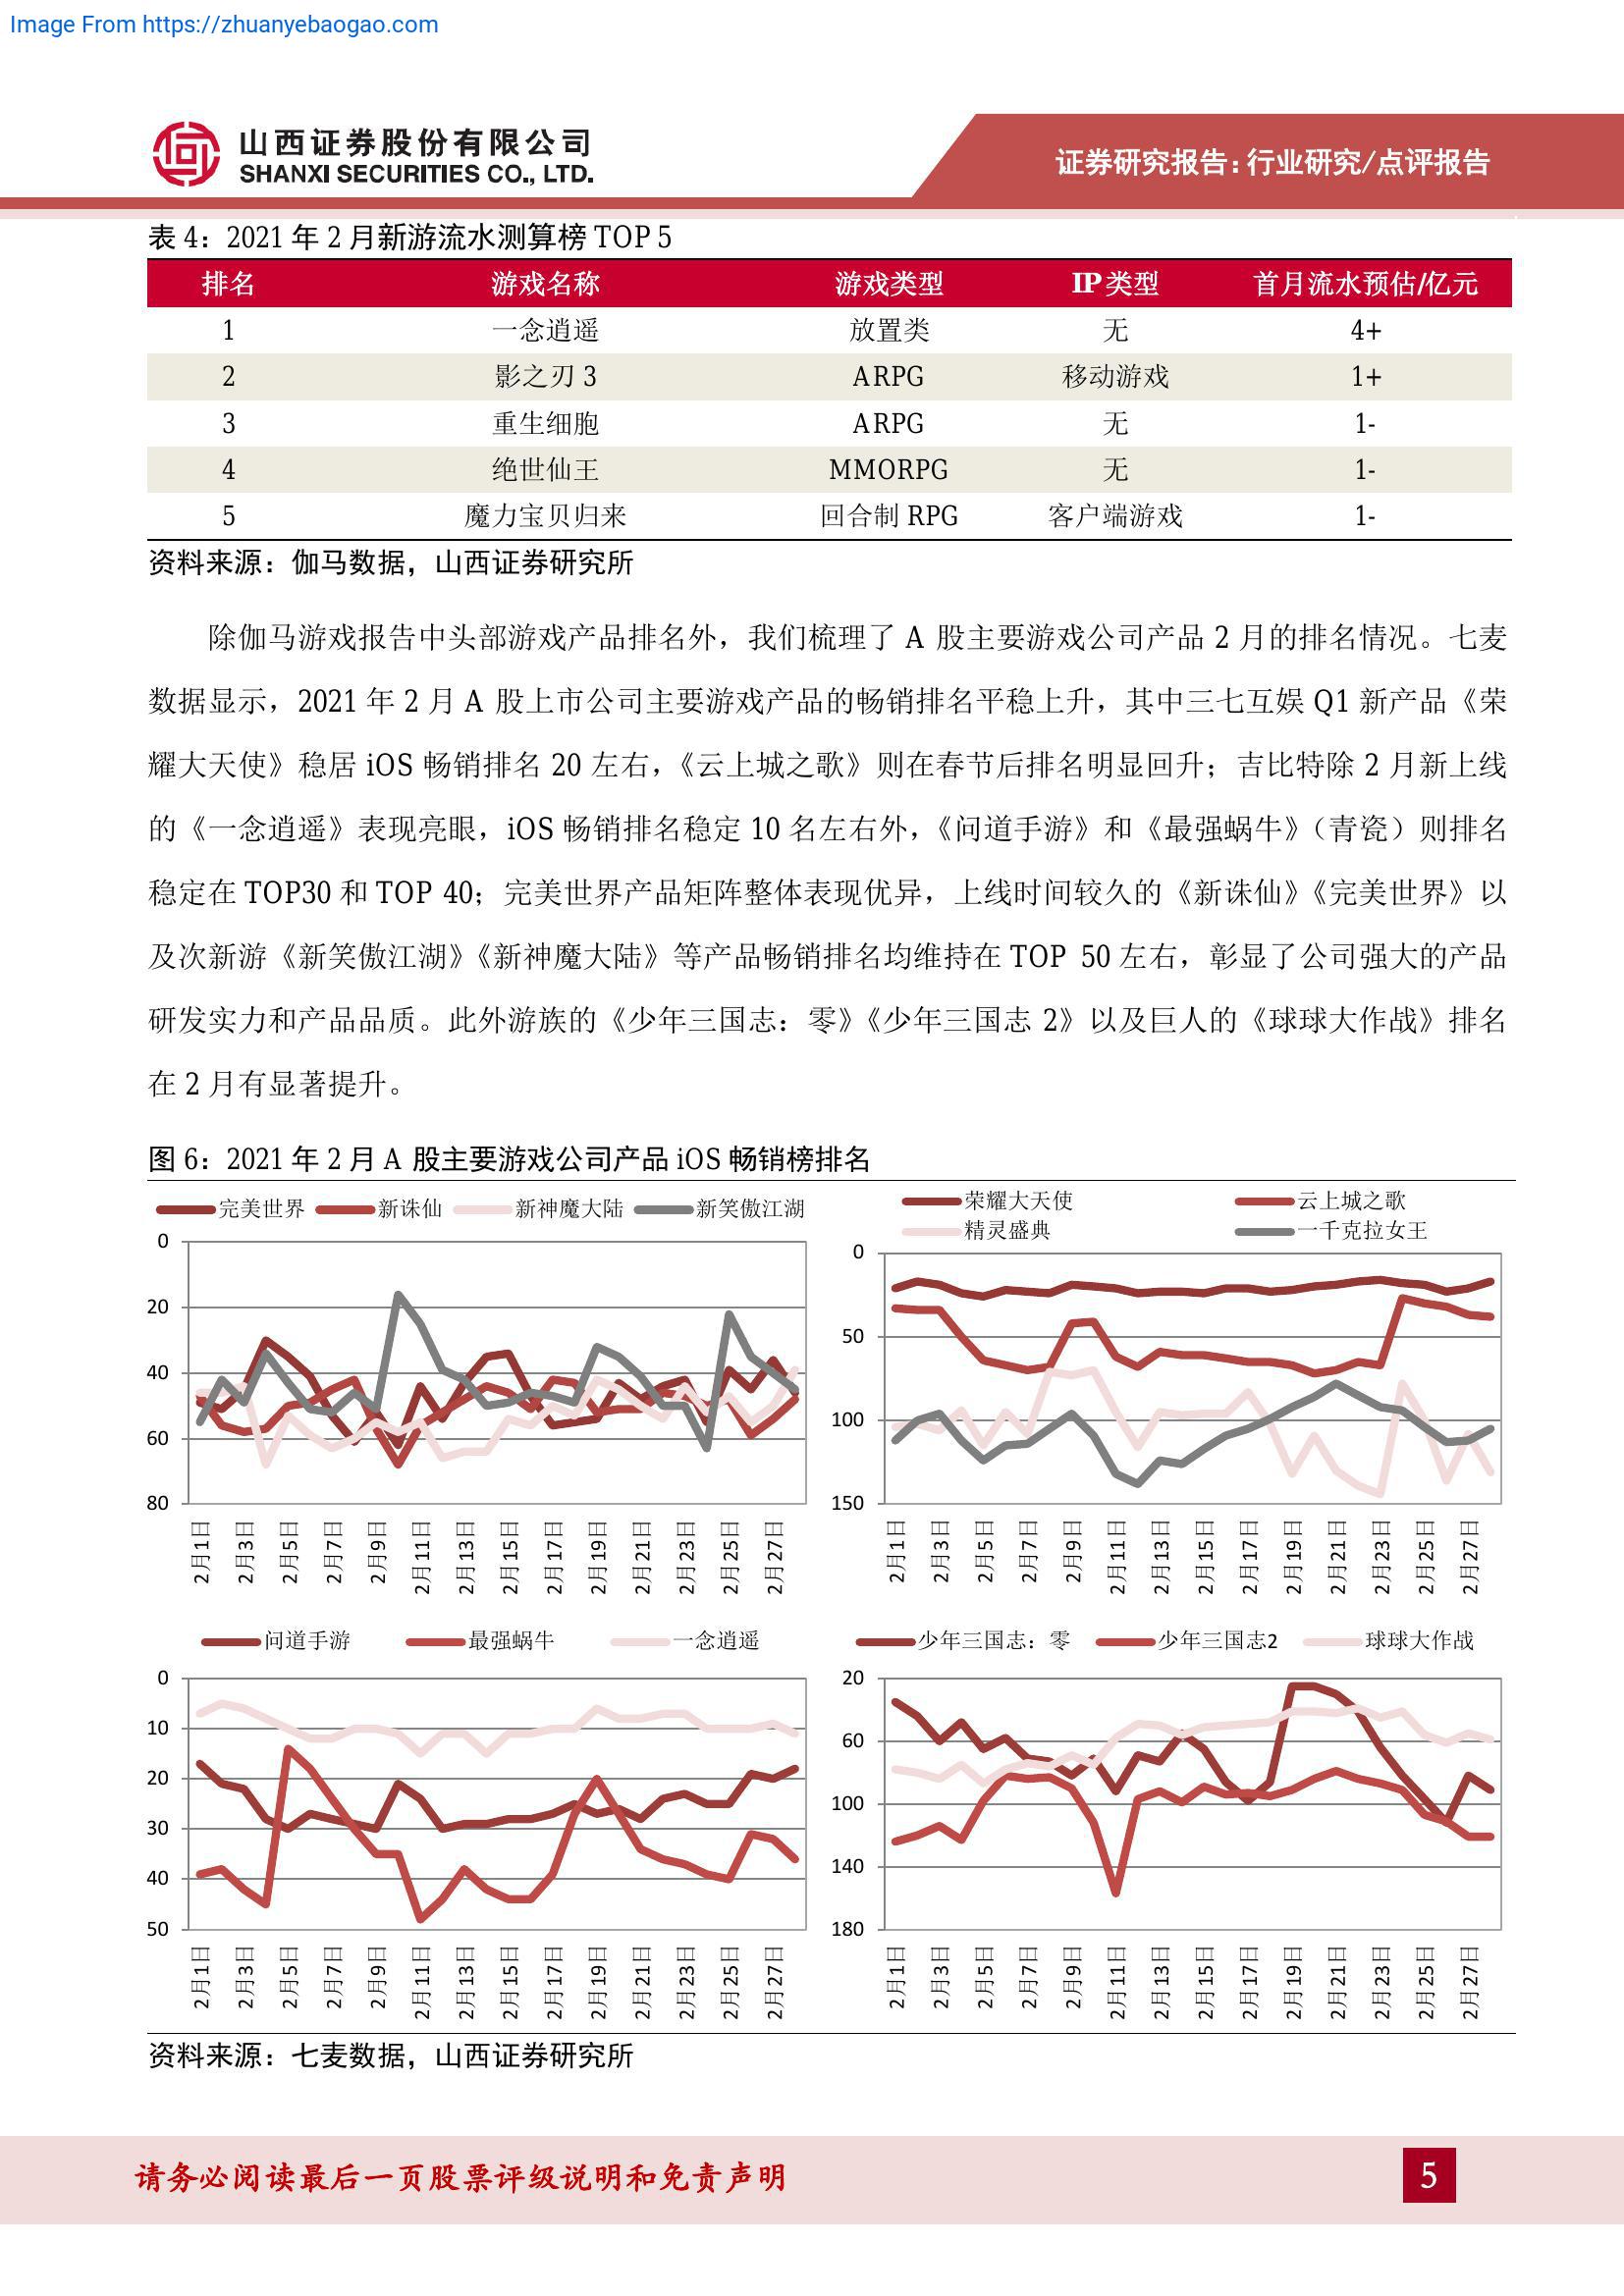 Image From https://zhuanyebaogao.com
山西证券股份有限公司
SHANXI SECURITIES CO., LTD.
证券研究报告:行业研究/点评报告
表 4：2021 年 2 月新游流水测算榜 TOP 5
排名 游戏名称 游戏类型 IP 类型 首月流水预估/亿元
1 一念逍遥 放置类 无 4+
2 影之刃 3 ARPG 移动游戏 1+
3 重生细胞 ARPG 无 1-
4 绝世仙王 MMORPG 无 1-
5 魔力宝贝归来 回合制 RPG 客户端游戏 1-
资料来源：伽马数据，山西证券研究所
除伽马游戏报告中头部游戏产品排名外，我们梳理了 A 股主要游戏公司产品 2 月的排名情况。七麦
数据显示，2021 年 2 月 A 股上市公司主要游戏产品的畅销排名平稳上升，其中三七互娱 Q1 新产品《荣
耀大天使》稳居 iOS 畅销排名 20 左右，《云上城之歌》则在春节后排名明显回升；吉比特除 2 月新上线
的《一念逍遥》表现亮眼，iOS 畅销排名稳定 10 名左右外，《问道手游》和《最强蜗牛》（青瓷）则排名
稳定在 TOP30 和 TOP 40；完美世界产品矩阵整体表现优异，上线时间较久的《新诛仙》《完美世界》以
及次新游《新笑傲江湖》《新神魔大陆》等产品畅销排名均维持在 TOP 50 左右，彰显了公司强大的产品
研发实力和产品品质。此外游族的《少年三国志：零》《少年三国志 2》以及巨人的《球球大作战》排名
在 2 月有显著提升。
图 6：2021 年 2 月 A 股主要游戏公司产品 iOS 畅销榜排名
完美世界 新诛仙 新神魔大陆 新笑傲江湖
0
20
40
60
80
2月1日 2月3日 2月5日 2月7日 2月9日 2月11日 2月13日 2月15日 2月17日 2月19日 2月21日 2月23日 2月25日 2月27日
荣耀大天使 云上城之歌
精灵盛典 一千克拉女王
0
50
100
150
2月1日 2月3日 2月5日 2月7日 2月9日 2月11日 2月13日 2月15日 2月17日 2月19日 2月21日 2月23日 2月25日 2月27日
问道手游 最强蜗牛 一念逍遥
0
10
20
30
40
50
2月1日 2月3日 2月5日 2月7日 2月9日 2月11日 2月13日 2月15日 2月17日 2月19日 2月21日 2月23日 2月25日 2月27日
少年三国志：零 少年三国志2 球球大作战
20
60
100
140
180
2月1日 2月3日 2月5日 2月7日 2月9日 2月11日 2月13日 2月15日 2月17日 2月19日 2月21日 2月23日 2月25日 2月27日
资料来源：七麦数据，山西证券研究所
请务必阅读最后一页股票评级说明和免责声明
5